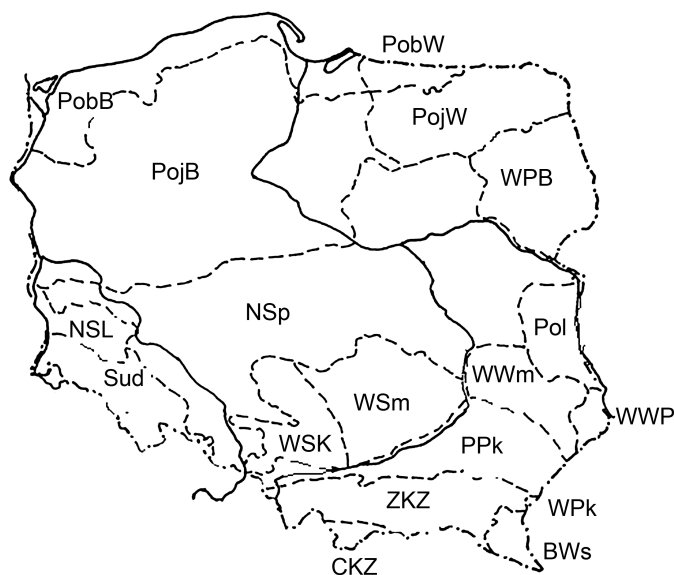 PobW
PobB
PojW
PojB
WPB
NSp
NSL
Pol
Sud
WWm
WSm
WWP
WSK
PPk
ZKZ
WPk
BWs
CKZ